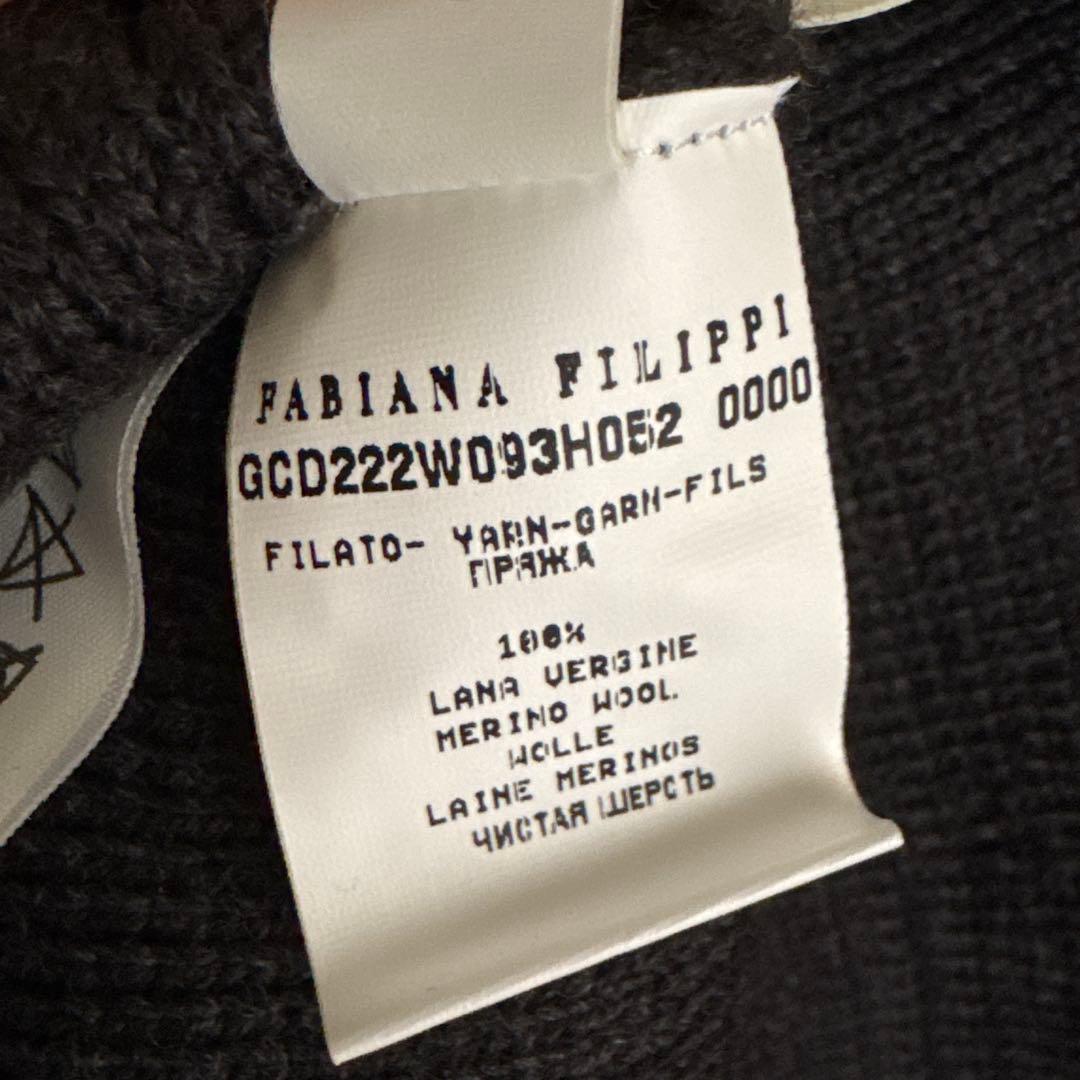 FABIANA FILIPPI
GCD222W093H052 0000
FILATO- YARN-GARN-FILS
ПРЯЖА
100%
LANA VERGINE
MERINO WOOL
WOLLE
LAINE MERINOS
ЧИСТАЯ ШЕРСТЬ